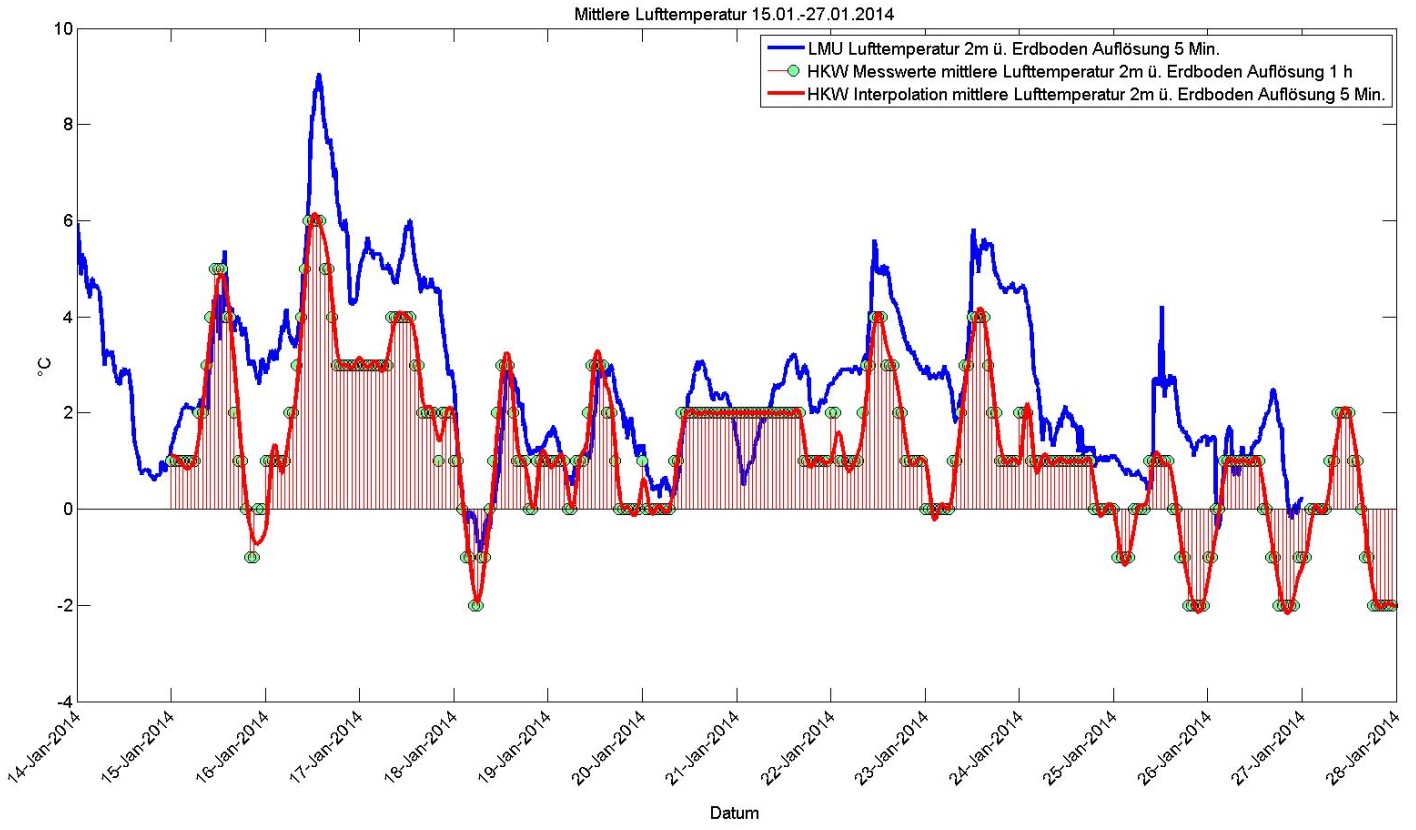 Mittlere Lufttemperatur 15.01.-27.01.2014
LMU Lufttemperatur 2m ü. Erdboden Auflösung 5 Min.
HKW Messwerte mittlere Lufttemperatur 2m ü. Erdboden Auflösung 1 h
HKW Interpolation mittlere Lufttemperatur 2m ü. Erdboden Auflösung 5 Min.
10
8
6
4
2
0
-2
-4
°C
14-Jan-2014
15-Jan-2014
16-Jan-2014
17-Jan-2014
18-Jan-2014
19-Jan-2014
20-Jan-2014
21-Jan-2014
22-Jan-2014
23-Jan-2014
24-Jan-2014
25-Jan-2014
26-Jan-2014
27-Jan-2014
28-Jan-2014
Datum